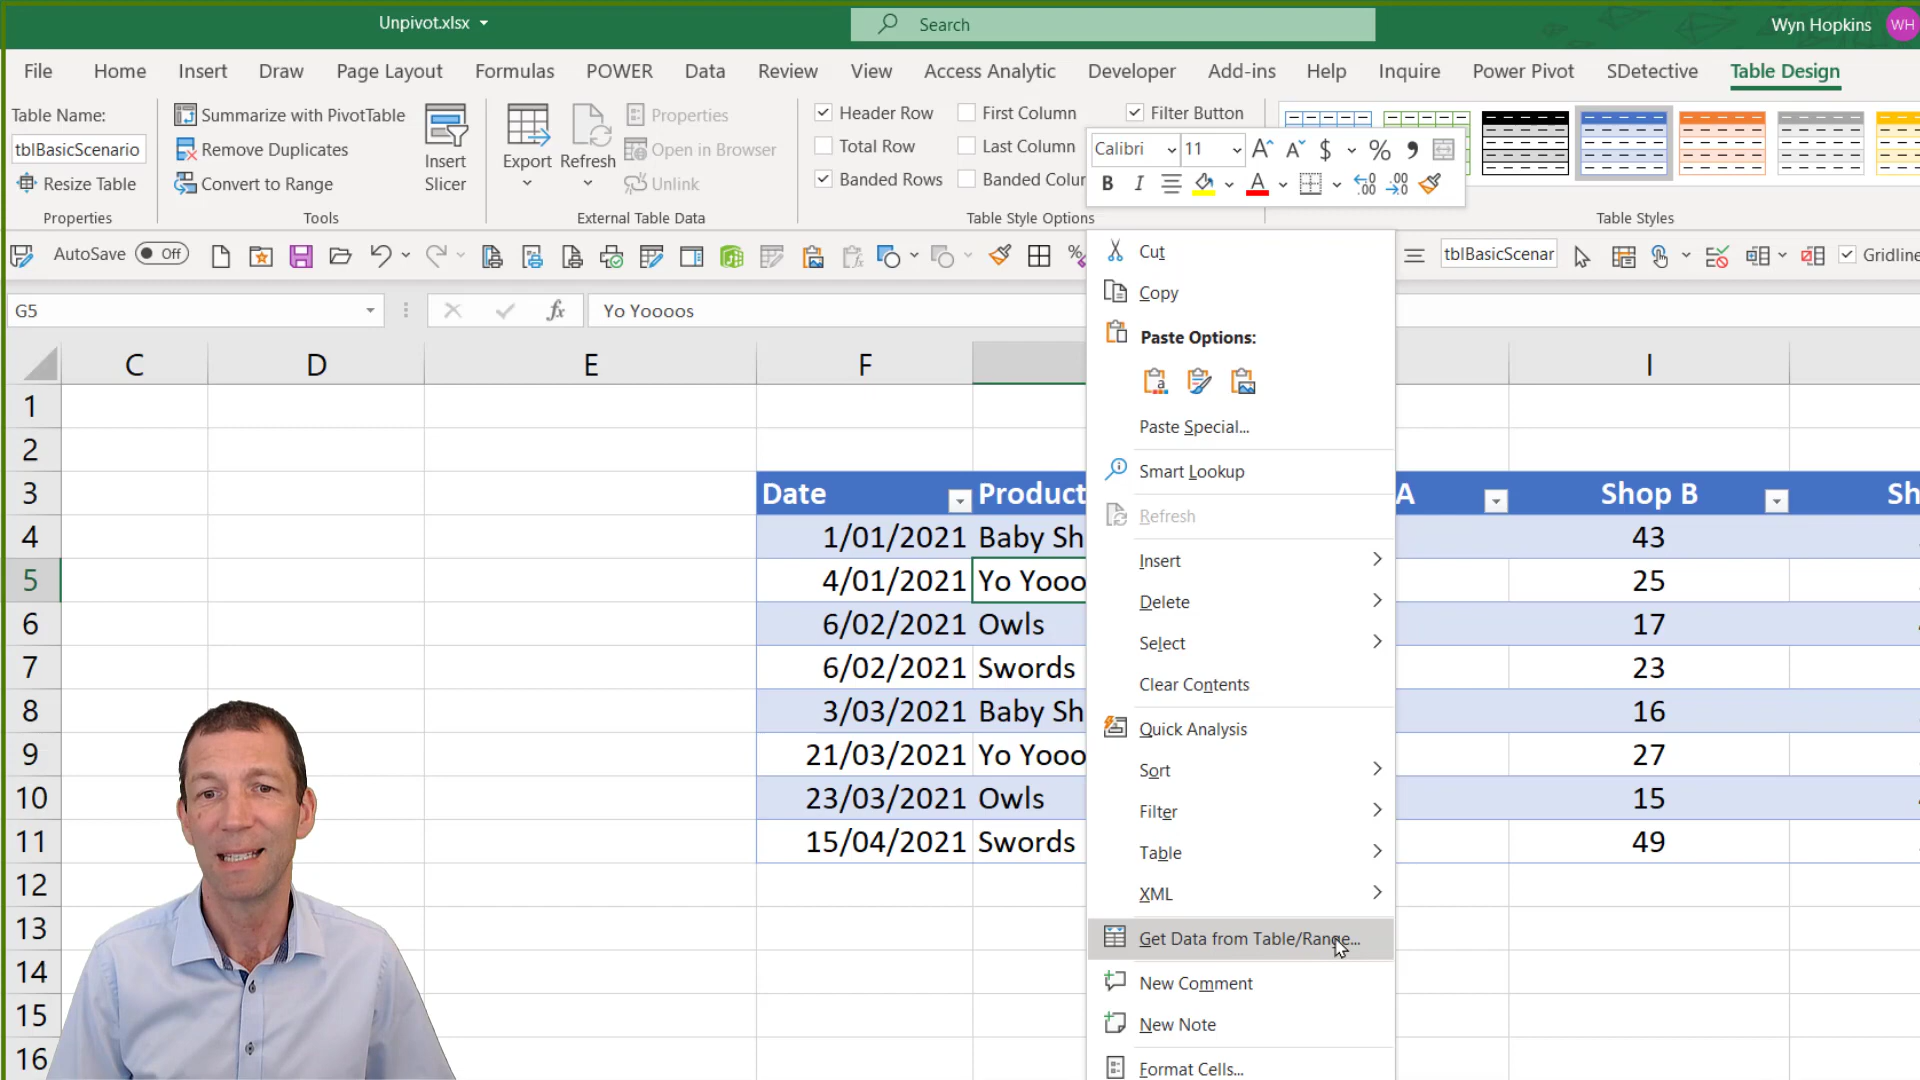 Unpivot.xlsx
Search
Wyn Hopkins
WH
File Home Insert Draw Page Layout Formulas POWER Data Review View Access Analytic Developer Add-ins Help Inquire Power Pivot SDetective Table Design
Table Name:
tblBasicScenario
Resize Table
Properties
Summarize with PivotTable
Remove Duplicates
Convert to Range
Tools
Insert
Slicer
Export
Refresh
Properties
Open in Browser
Unlink
External Table Data
Header Row First Column Filter Button
Total Row Last Column
Banded Rows Banded Colu
Table Style Options
Table Styles
Calibri 11 $ %
B I A
AutoSave Off
tblBasicScenar
Gridline
G5
fx
Yo Yoooos
C D E F I
1
2
3 Date Product A Shop B Sh
4 1/01/2021 Baby Sh 43
5 4/01/2021 Yo Yooo 25
6 6/02/2021 Owls 17
7 6/02/2021 Swords 23
8 3/03/2021 Baby Sh 16
9 21/03/2021 Yo Yooo 27
10 23/03/2021 Owls 15
11 15/04/2021 Swords 49
12
13
14
15
16
Cut
Copy
Paste Options:
Paste Special...
Smart Lookup
Refresh
Insert
Delete
Select
Clear Contents
Quick Analysis
Sort
Filter
Table
XML
Get Data from Table/Range...
New Comment
New Note
Format Cells...